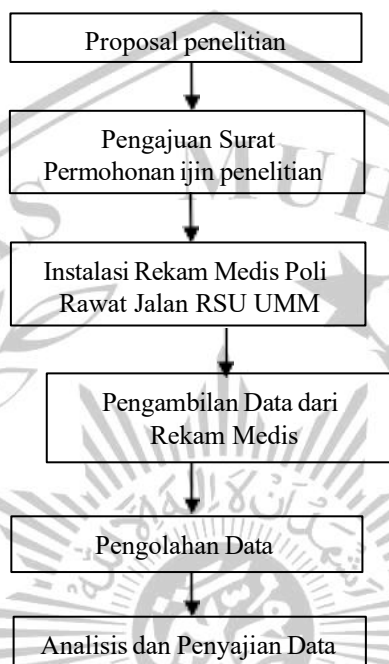 Proposal penelitian
Pengajuan Surat
Permohonan ijin penelitian
Instalasi Rekam Medis Poli
Rawat Jalan RSU UMM
Pengambilan Data dari
Rekam Medis
Pengolahan Data
Analisis dan Penyajian Data